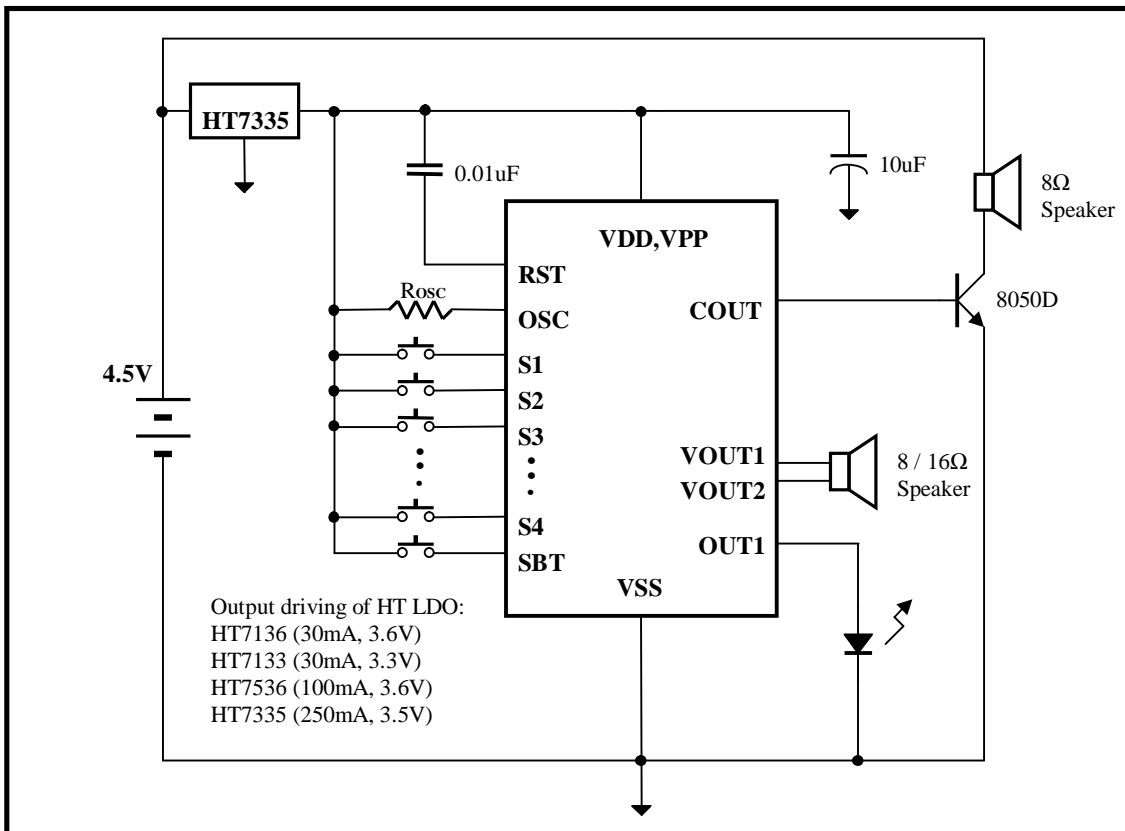 HT7335
0.01uF
10uF
8Ω
Speaker
VDD,VPP
RST
Rosc
OSC
COUT
8050D
S1
4.5V
S2
S3
VOUT1
8 / 16Ω
VOUT2
Speaker
S4
OUT1
SBT
VSS
Output driving of HT LDO:
HT7136 (30mA, 3.6V)
HT7133 (30mA, 3.3V)
HT7536 (100mA, 3.6V)
HT7335 (250mA, 3.5V)